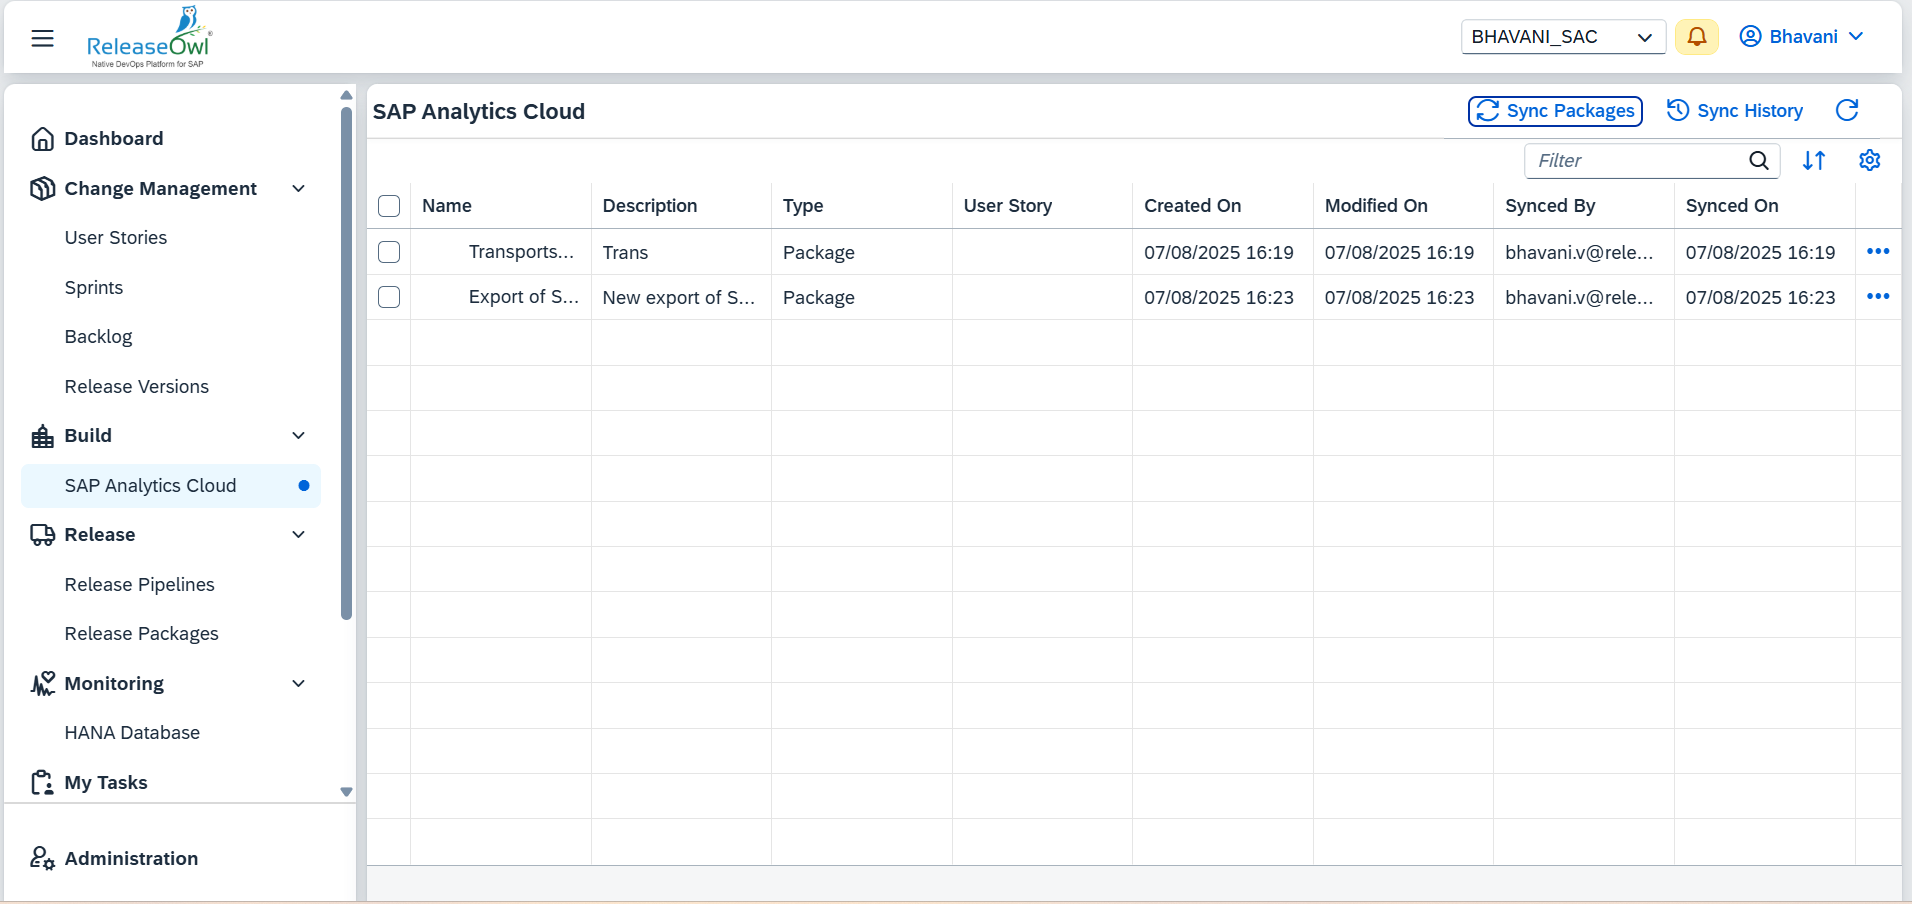 ReleaseOwl®
Native DevOps Platform for SAP
BHAVANI_SAC
Bhavani
Dashboard
Change Management
User Stories
Sprints
Backlog
Release Versions
Build
SAP Analytics Cloud
Release
Release Pipelines
Release Packages
Monitoring
HANA Database
My Tasks
Administration
SAP Analytics Cloud
Sync Packages Sync History
Filter
Name Description Type User Story Created On Modified On Synced By Synced On
Transports... Trans Package 07/08/2025 16:19 07/08/2025 16:19 bhavani.v@rele... 07/08/2025 16:19
Export of S... New export of S... Package 07/08/2025 16:23 07/08/2025 16:23 bhavani.v@rele... 07/08/2025 16:23